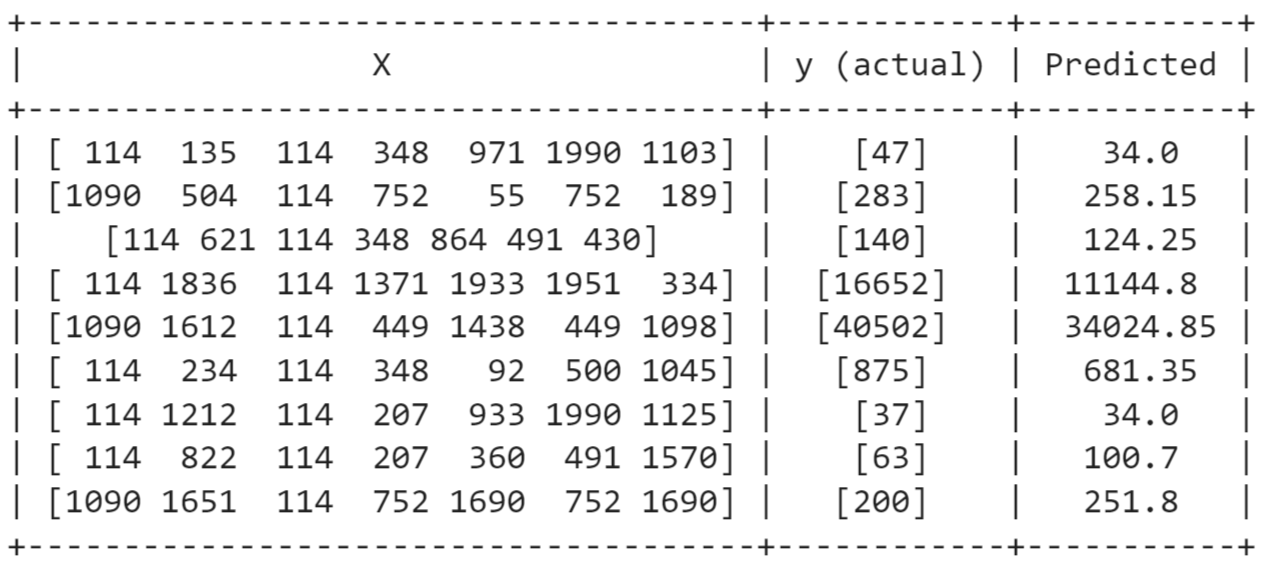 +--------------------------------------+-------------+-----------+
|                  X                   | y (actual) | Predicted |
+--------------------------------------+-------------+-----------+
| [ 114  135  114  348  971 1990 1103] |    [47]    |    34.0   |
| [1090  504  114  752   55  752  189] |   [283]    |   258.15  |
|    [114 621 114 348 864 491 430]     |   [140]    |   124.25  |
| [ 114 1836  114 1371 1933 1951  334] |  [16652]   |  11144.8  |
| [1090 1612  114  449 1438  449 1098] |  [40502]   |  34024.85 |
| [ 114  234  114  348   92  500 1045] |   [875]    |   681.35  |
| [ 114 1212  114  207  933 1990 1125] |    [37]    |    34.0   |
| [ 114  822  114  207  360  491 1570] |    [63]    |   100.7   |
| [1090 1651  114  752 1690  752 1690] |   [200]    |   251.8   |
+--------------------------------------+-------------+-----------+